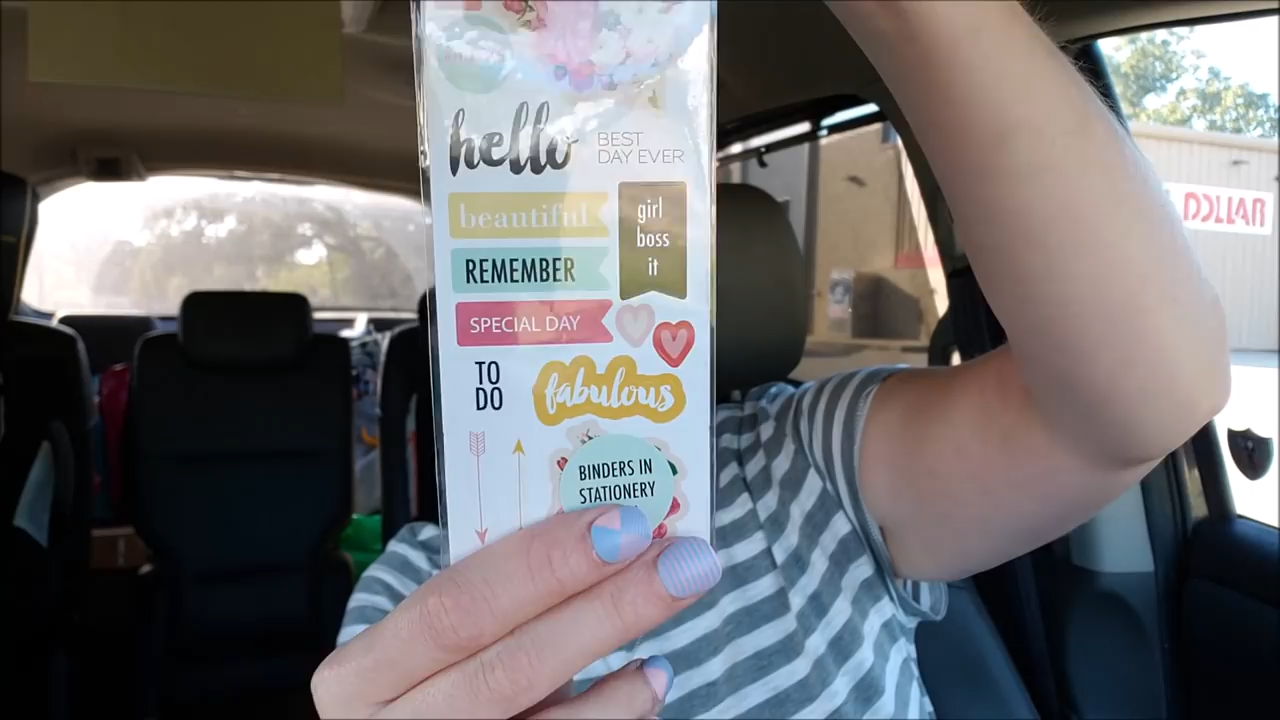 hello
BEST
DAY EVER
beautiful
girl
boss
it
REMEMBER
SPECIAL DAY
TO
DO
fabulous
BINDERS IN
STATIONERY
DOLLAR